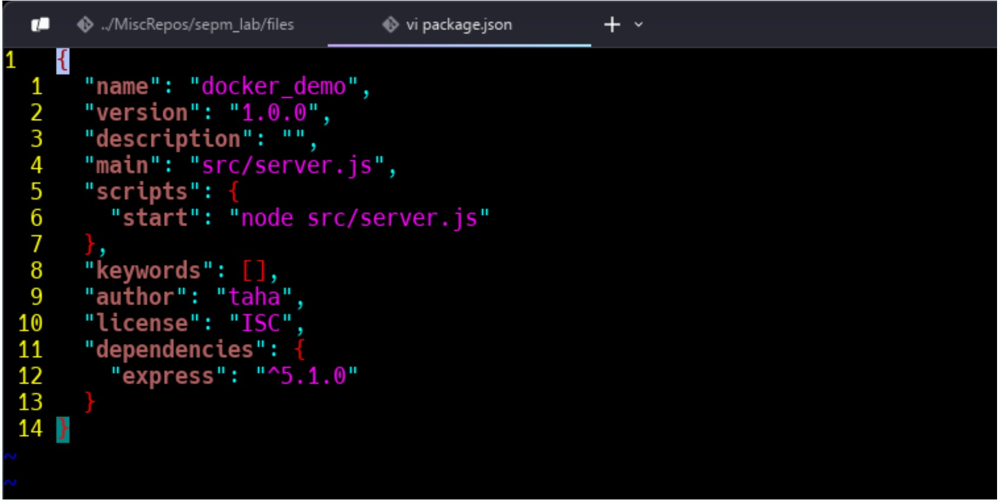 ../MiscRepos/sepm_lab/files vi package.json
1 {
1 "name": "docker_demo",
2 "version": "1.0.0",
3 "description": "",
4 "main": "src/server.js",
5 "scripts": {
6 "start": "node src/server.js"
7 },
8 "keywords": [],
9 "author": "taha",
10 "license": "ISC",
11 "dependencies": {
12 "express": "^5.1.0"
13 }
14 }
~
~